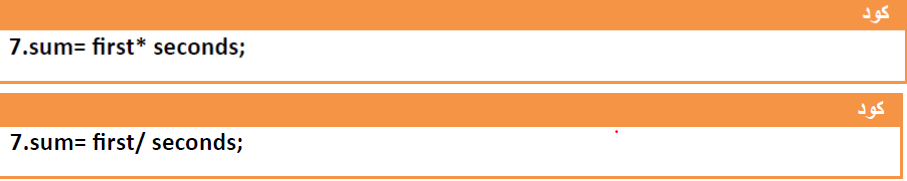 كود
7.sum= first* seconds;
كود
7.sum= first/ seconds;